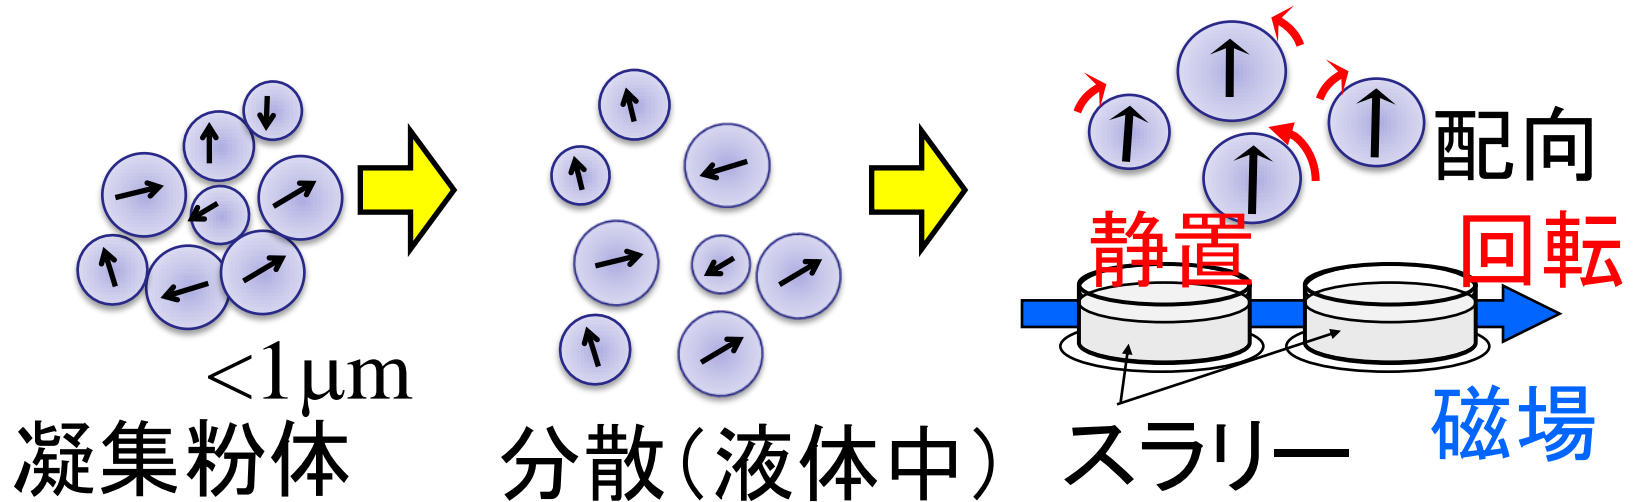 <1μm
凝集粉体
分散(液体中)
配向
静置
回転
スラリー
磁場